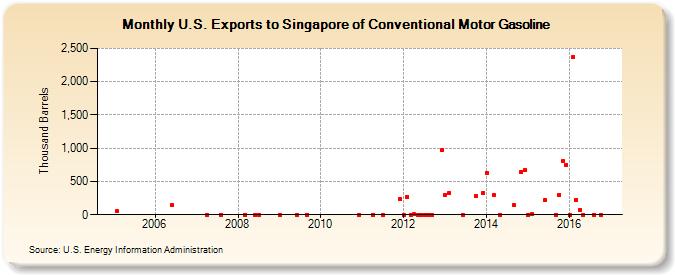 Monthly U.S. Exports to Singapore of Conventional Motor Gasoline
Thousand Barrels
2,500
2,000
1,500
1,000
500
0
2006 2008 2010 2012 2014 2016
Source: U.S. Energy Information Administration